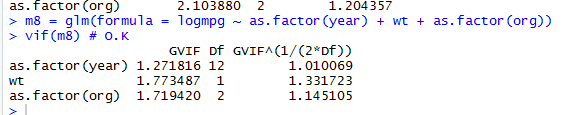 as.factor(org) 2.103880 2 1.204357
> m8 = glm(formula = logmpg ~ as.factor(year) + wt + as.factor(org))
> vif(m8) # O.K
GVIF Df GVIF^(1/(2*Df))
as.factor(year) 1.271816 12 1.010069
wt 1.773487 1 1.331723
as.factor(org) 1.719420 2 1.145105
>